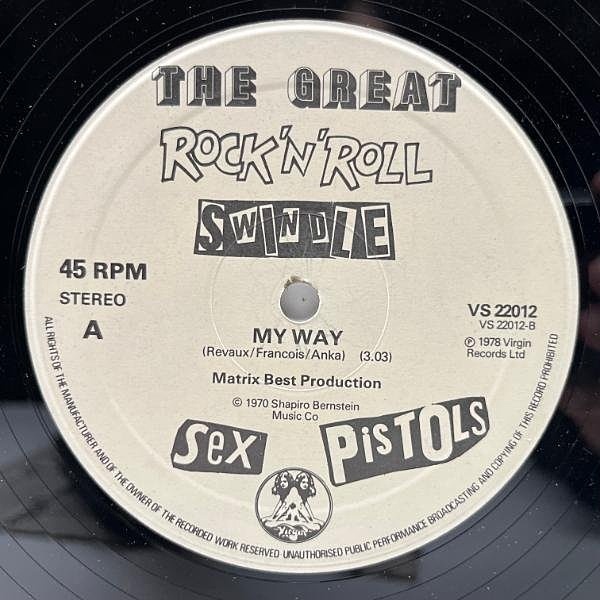 THE GREAT
ROCK 'N' ROLL
SWINDLE
45 RPM
STEREO
A
VS 22012
VS 22012-B
℗ 1978 Virgin
Records Ltd
MY WAY
(Revaux/Francois/Anka) (3.03)
Matrix Best Production
© 1970 Shapiro Bernstein
Music Co
Sex PiSTOLS
Virgin
ALL RIGHTS OF THE MANUFACTURER AND OF THE OWNER OF THE RECORDED WORK RESERVED · UNAUTHORISED PUBLIC PERFORMANCE BROADCASTING AND COPYING OF THIS RECORD PROHIBITED